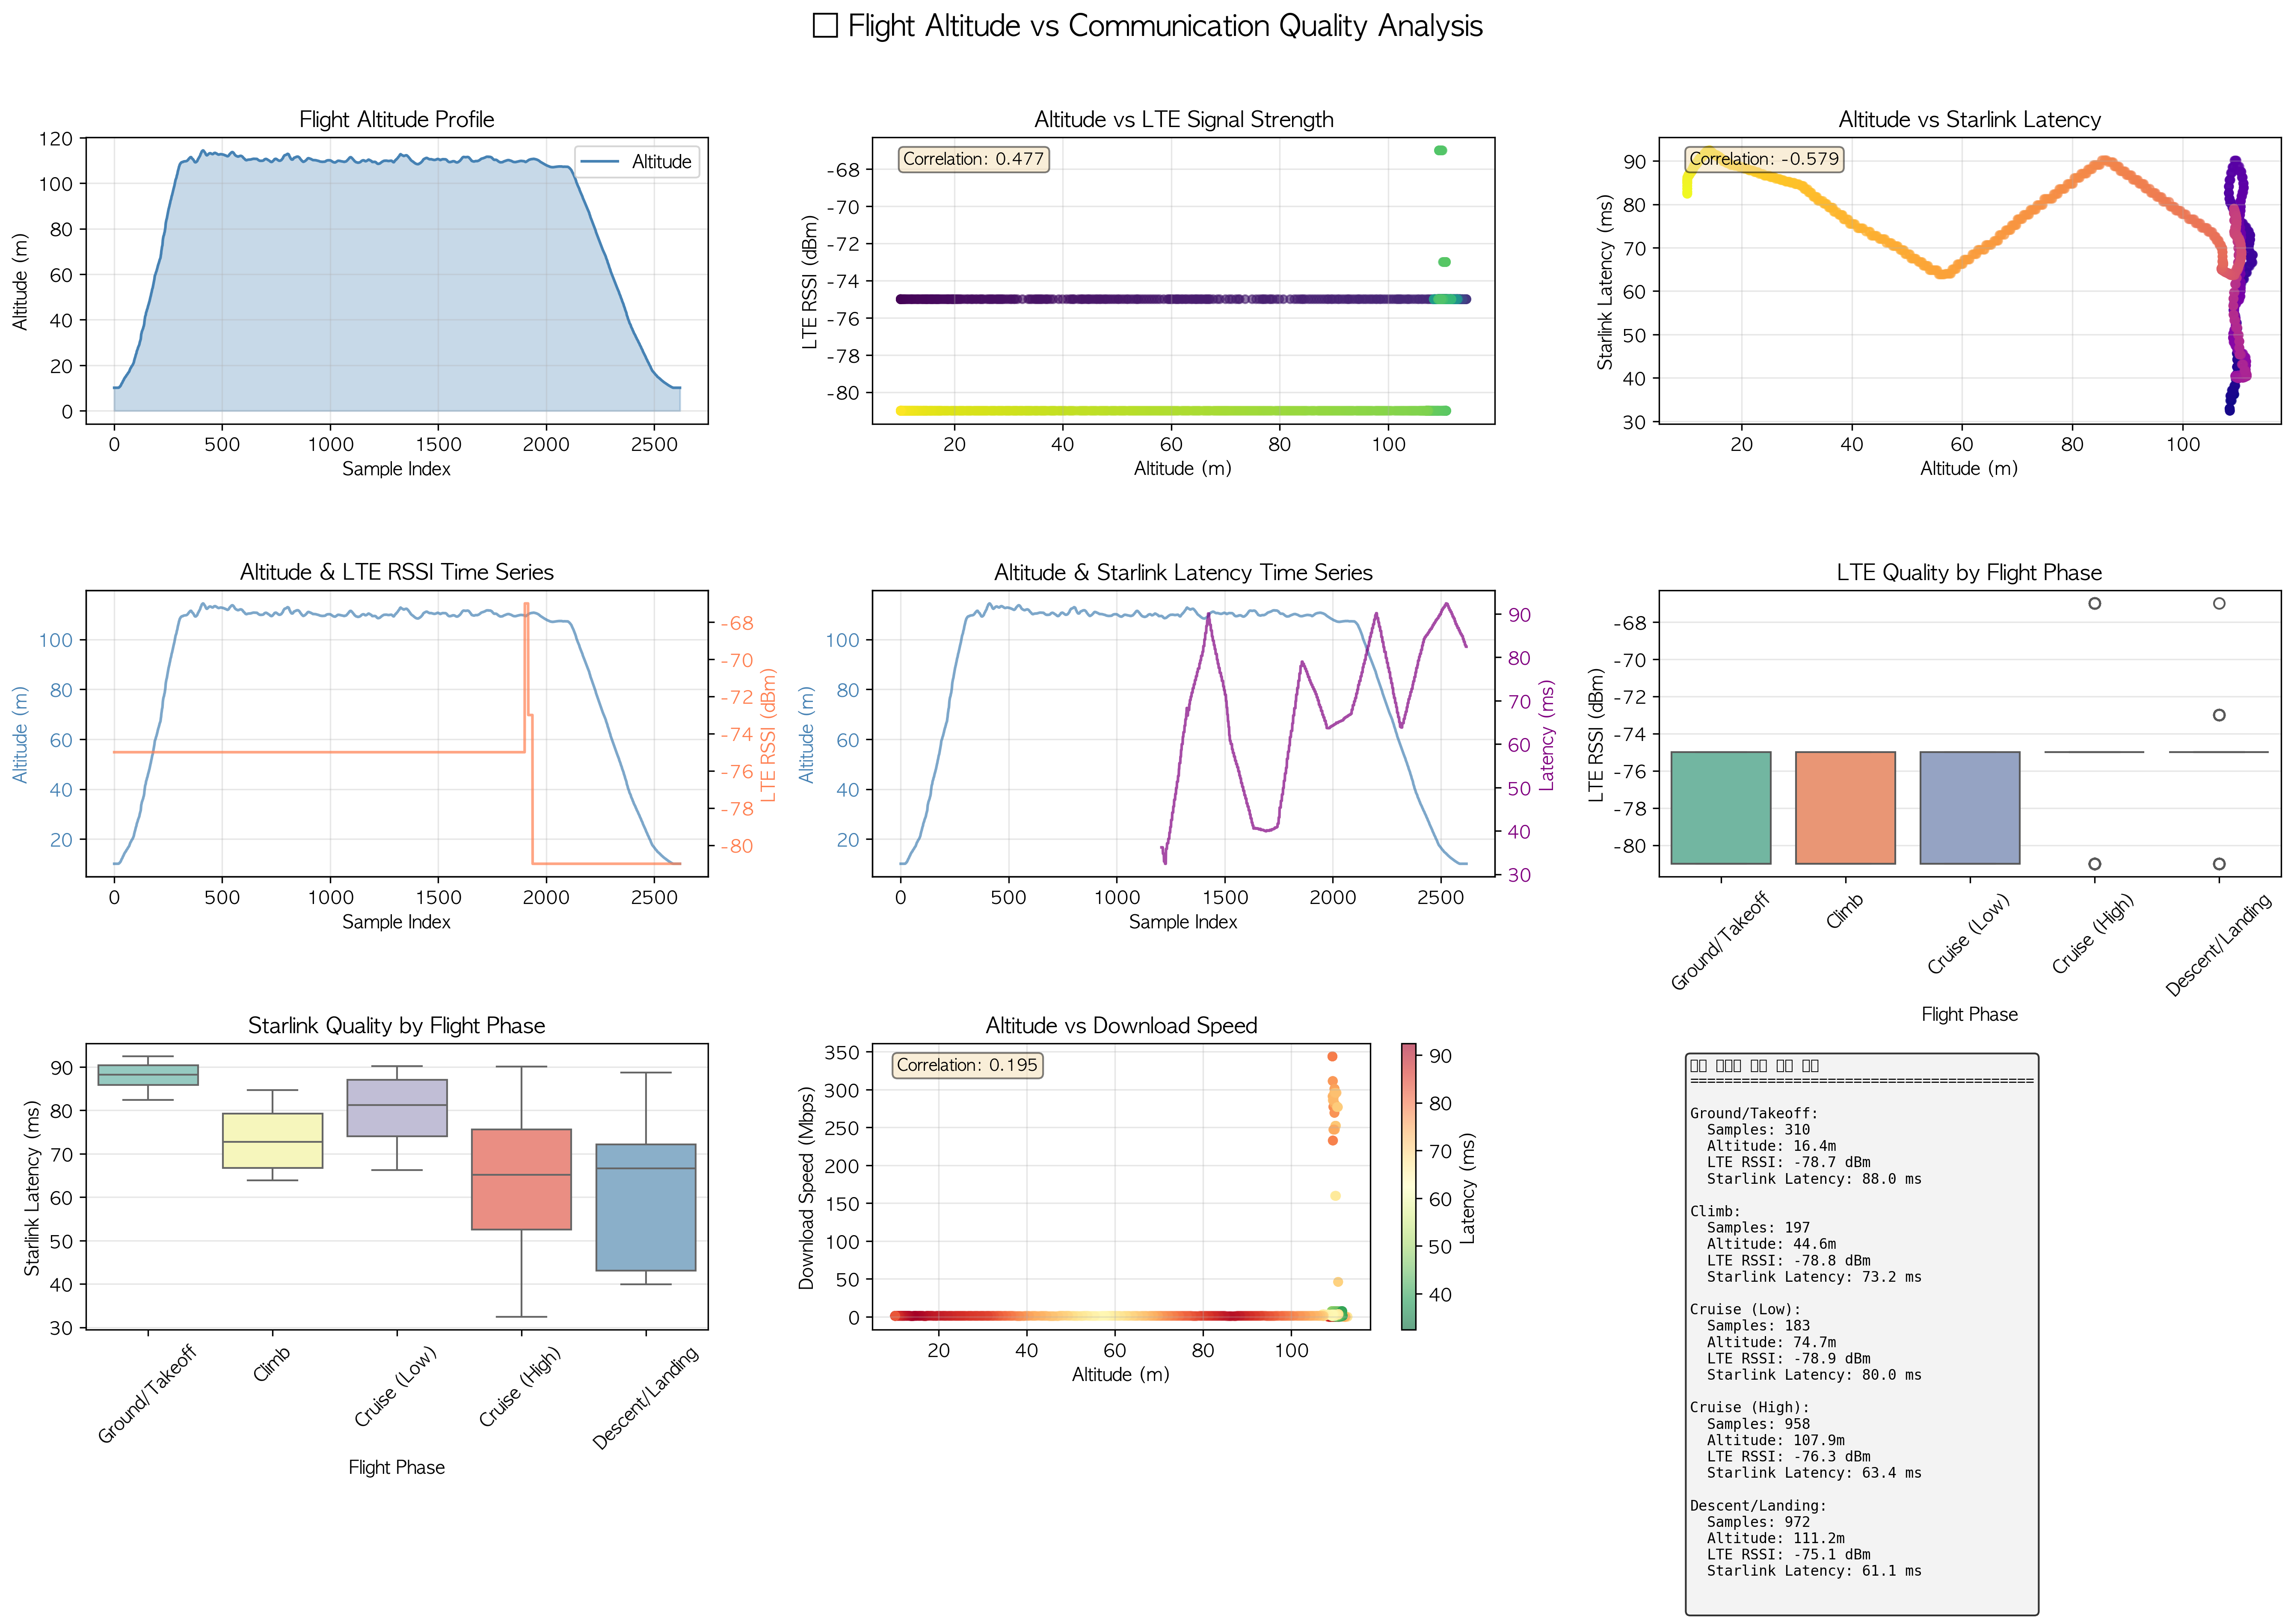 Flight Altitude vs Communication Quality Analysis
Flight Altitude Profile
Altitude (m)
120
100
80
60
40
20
0
Altitude
0 500 1000 1500 2000 2500
Sample Index
Altitude vs LTE Signal Strength
LTE RSSI (dBm)
-68
-70
-72
-74
-76
-78
-80
Correlation: 0.477
20 40 60 80 100
Altitude (m)
Altitude vs Starlink Latency
Starlink Latency (ms)
90
80
70
60
50
40
30
Correlation: -0.579
20 40 60 80 100
Altitude (m)
Altitude & LTE RSSI Time Series
Altitude (m)
100
80
60
40
20
-68
-70
-72
-74
-76
-78
-80
LTE RSSI (dBm)
0 500 1000 1500 2000 2500
Sample Index
Altitude & Starlink Latency Time Series
Altitude (m)
100
80
60
40
20
90
80
70
60
50
40
30
Latency (ms)
0 500 1000 1500 2000 2500
Sample Index
LTE Quality by Flight Phase
LTE RSSI (dBm)
-68
-70
-72
-74
-76
-78
-80
Ground/Takeoff
Climb
Cruise (Low)
Cruise (High)
Descent/Landing
Flight Phase
Starlink Quality by Flight Phase
Starlink Latency (ms)
90
80
70
60
50
40
30
Ground/Takeoff
Climb
Cruise (Low)
Cruise (High)
Descent/Landing
Flight Phase
Altitude vs Download Speed
Download Speed (Mbps)
350
300
250
200
150
100
50
0
Correlation: 0.195
20 40 60 80 100
Altitude (m)
90
80
70
60
50
40
Latency (ms)
========================================
Ground/Takeoff:
Samples: 310
Altitude: 16.4m
LTE RSSI: -78.7 dBm
Starlink Latency: 88.0 ms
Climb:
Samples: 197
Altitude: 44.6m
LTE RSSI: -78.8 dBm
Starlink Latency: 73.2 ms
Cruise (Low):
Samples: 183
Altitude: 74.7m
LTE RSSI: -78.9 dBm
Starlink Latency: 80.0 ms
Cruise (High):
Samples: 958
Altitude: 107.9m
LTE RSSI: -76.3 dBm
Starlink Latency: 63.4 ms
Descent/Landing:
Samples: 972
Altitude: 111.2m
LTE RSSI: -75.1 dBm
Starlink Latency: 61.1 ms